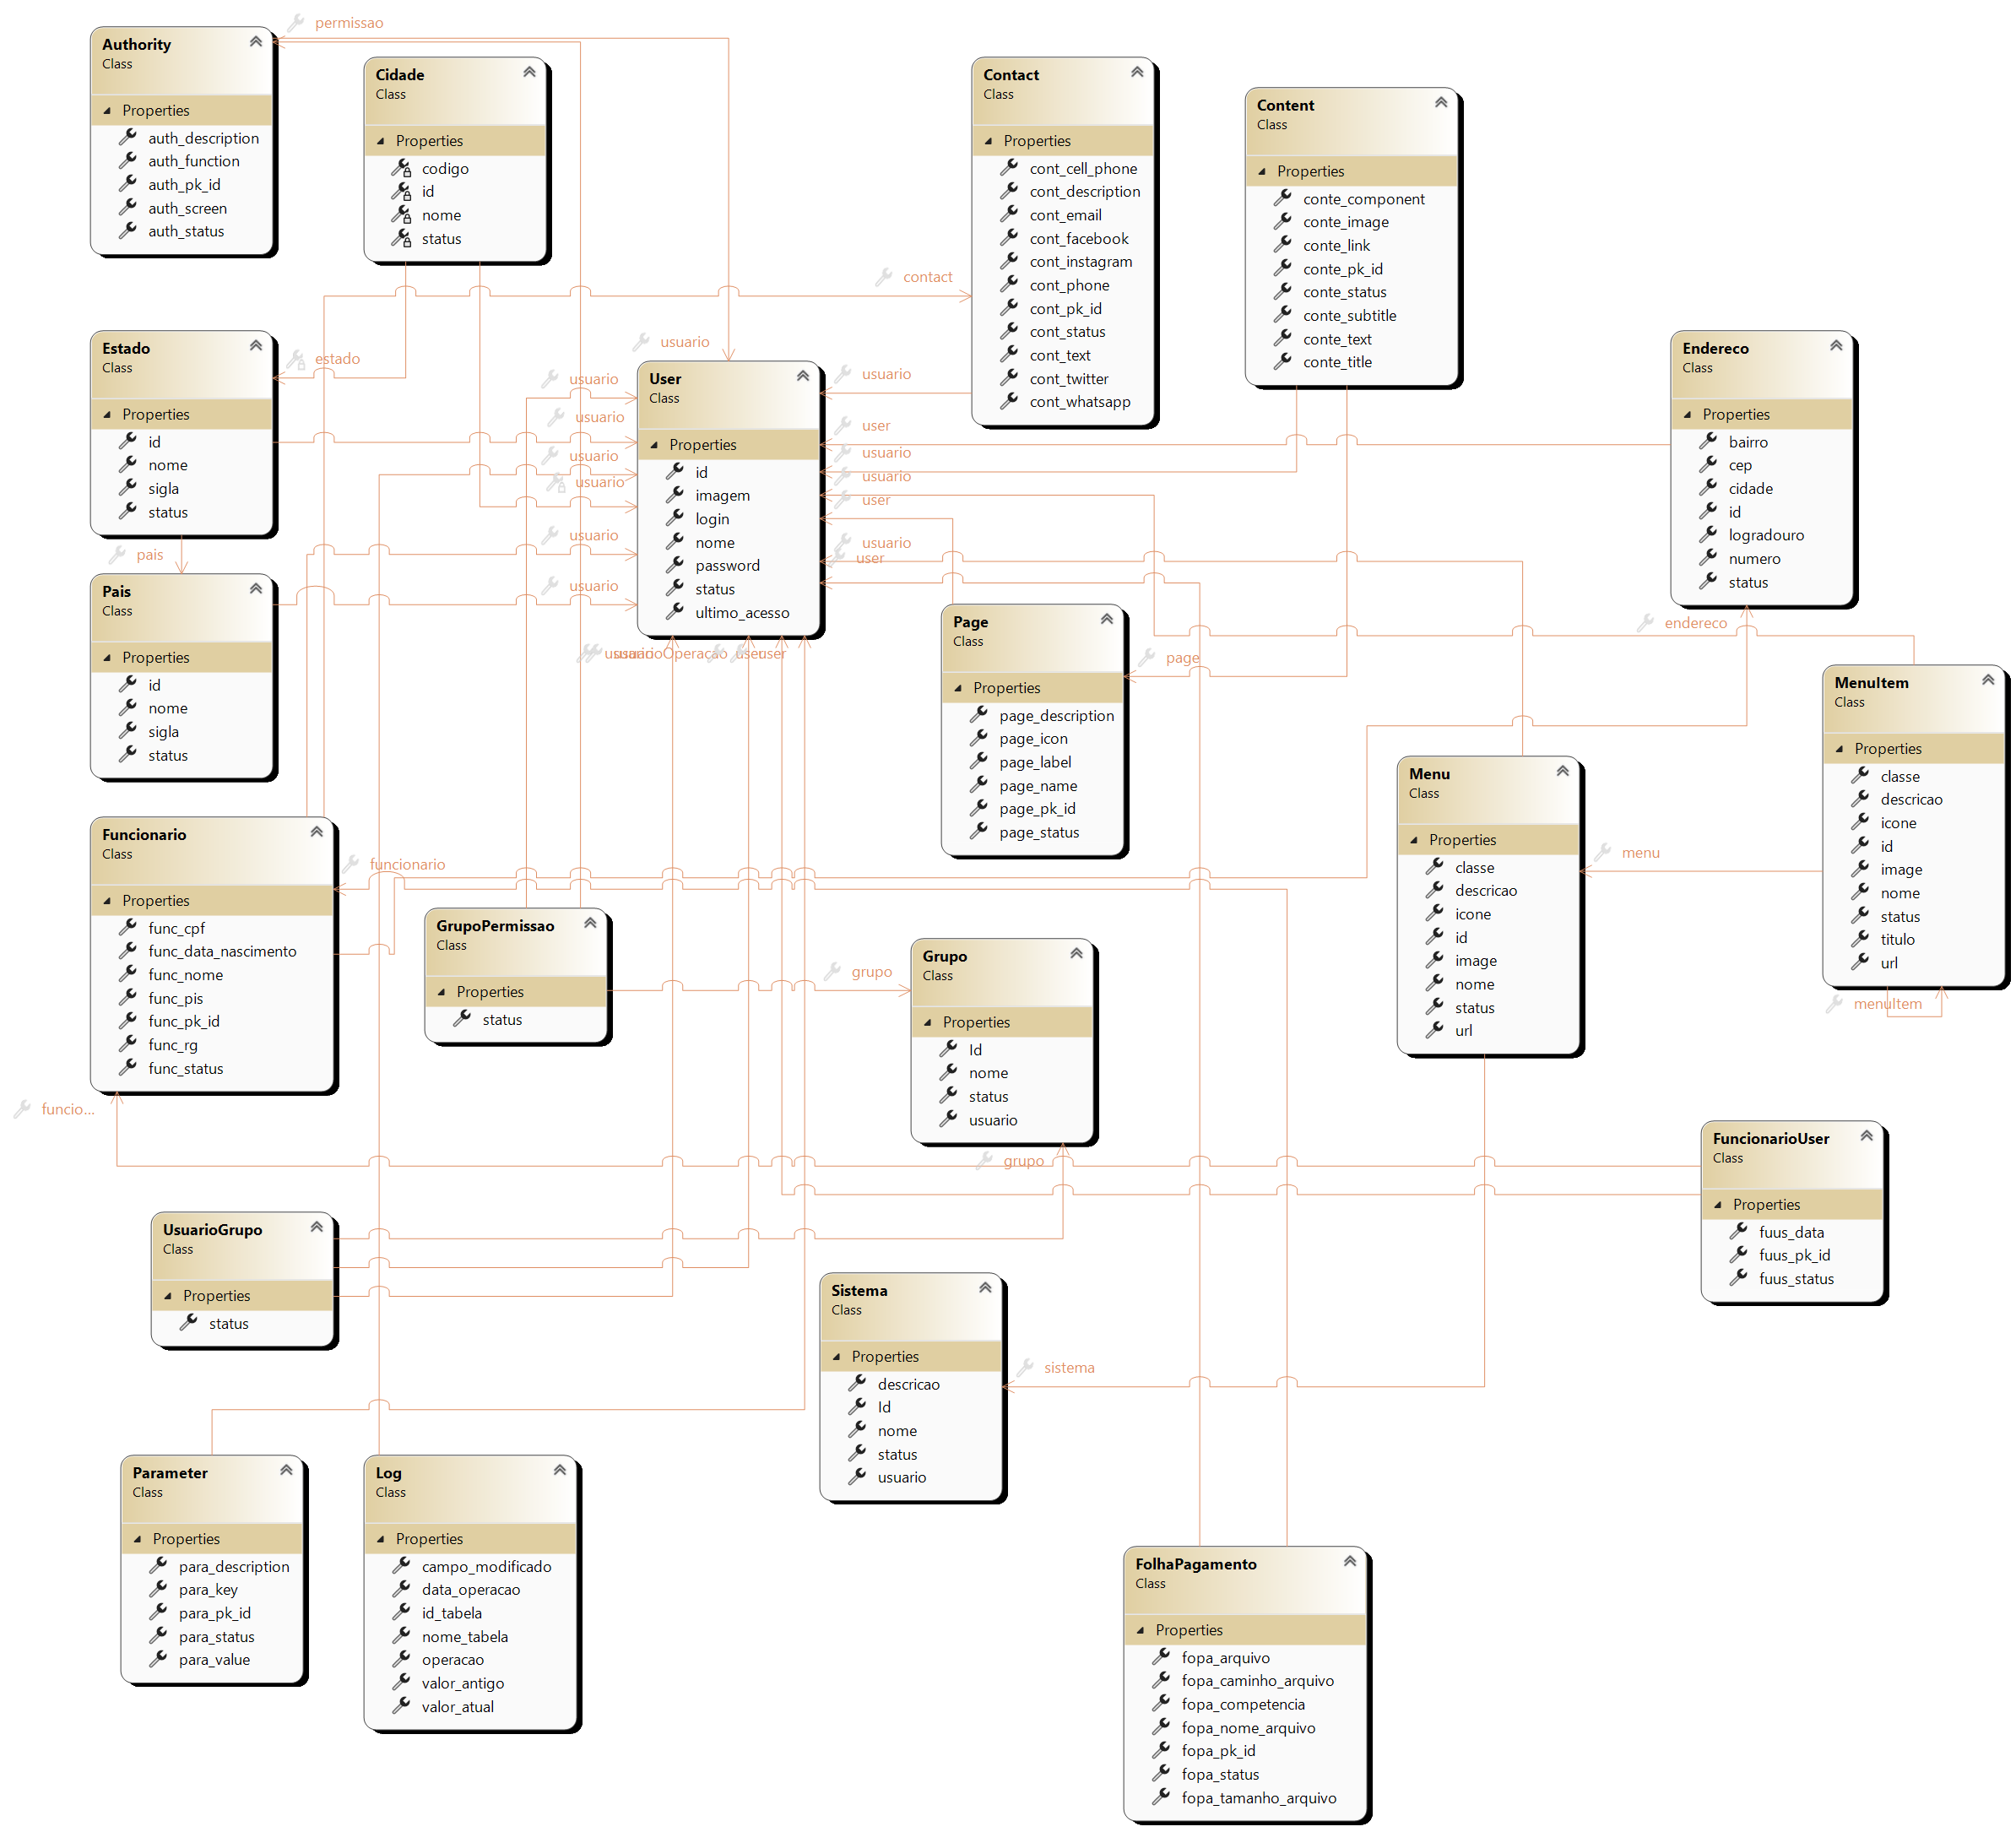 permissao
Authority
Class
Properties
auth_description
auth_function
auth_pk_id
auth_screen
auth_status
Cidade
Class
Properties
codigo
id
nome
status
Contact
Class
Properties
cont_cell_phone
cont_description
cont_email
cont_facebook
cont_instagram
cont_phone
cont_pk_id
cont_status
cont_text
cont_twitter
cont_whatsapp
Content
Class
Properties
conte_component
conte_image
conte_link
conte_pk_id
conte_status
conte_subtitle
conte_text
conte_title
contact
Estado
Class
Properties
id
nome
sigla
status
estado
usuario
usuario
usuario
usuario
usuario
usuario
usuario
User
Class
Properties
id
imagem
login
nome
password
status
ultimo_acesso
usuario
user
usuario
usuario
user
usuario
user
Endereco
Class
Properties
bairro
cep
cidade
id
logradouro
numero
status
pais
Pais
Class
Properties
id
nome
sigla
status
usuario
usuarioOperacao
user
user
Page
Class
Properties
page_description
page_icon
page_label
page_name
page_pk_id
page_status
page
endereco
MenuItem
Class
Properties
classe
descricao
icone
id
image
nome
status
titulo
url
menuItem
Menu
Class
Properties
classe
descricao
icone
id
image
nome
status
url
menu
Funcionario
Class
Properties
func_cpf
func_data_nascimento
func_nome
func_pis
func_pk_id
func_rg
func_status
funcionario
funcio...
GrupoPermissao
Class
Properties
status
grupo
Grupo
Class
Properties
Id
nome
status
usuario
grupo
FuncionarioUser
Class
Properties
fuus_data
fuus_pk_id
fuus_status
UsuarioGrupo
Class
Properties
status
Sistema
Class
Properties
descricao
Id
nome
status
usuario
sistema
Parameter
Class
Properties
para_description
para_key
para_pk_id
para_status
para_value
Log
Class
Properties
campo_modificado
data_operacao
id_tabela
nome_tabela
operacao
valor_antigo
valor_atual
FolhaPagamento
Class
Properties
fopa_arquivo
fopa_caminho_arquivo
fopa_competencia
fopa_nome_arquivo
fopa_pk_id
fopa_status
fopa_tamanho_arquivo